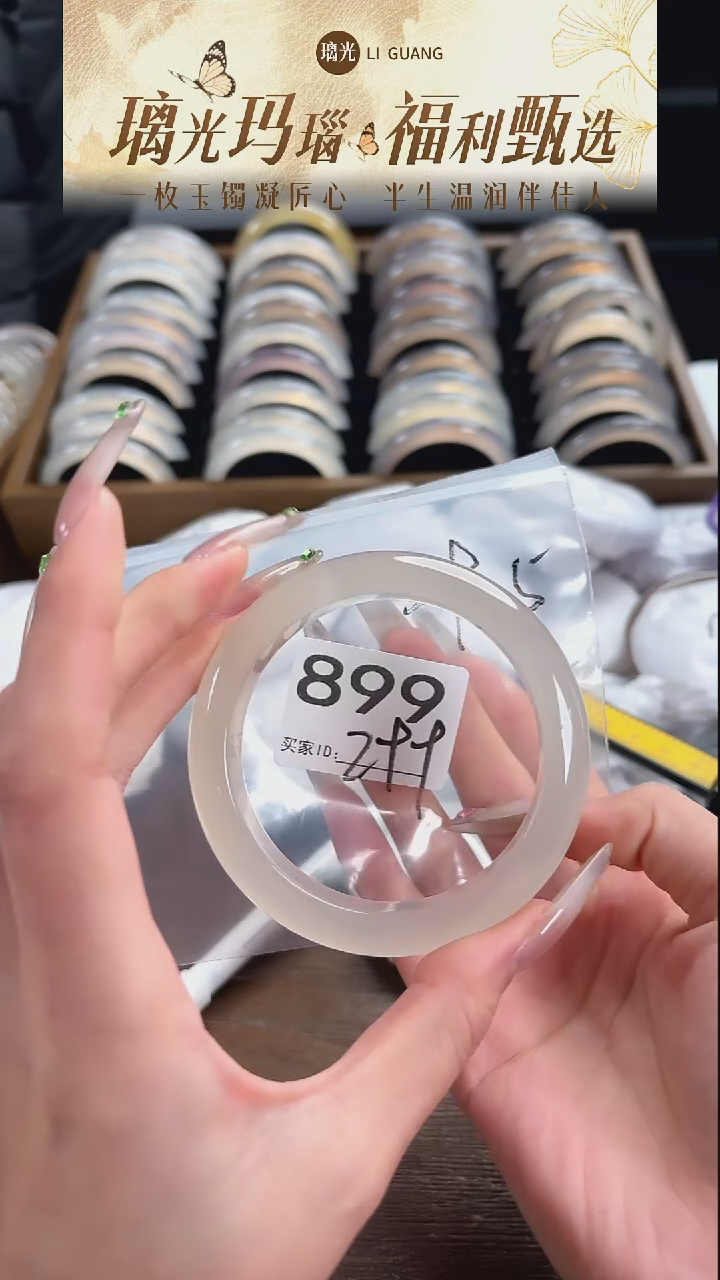 璃光 LI GUANG
璃光玛瑙 福利甄选
一枚玉镯凝匠心 半生温润伴佳人
899
买家ID: 299